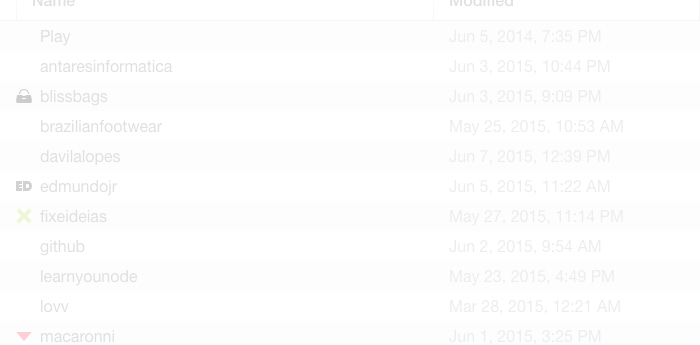 Name Modified
Play Jun 5, 2014, 7:35 PM
antaresinformatica Jun 3, 2015, 10:44 PM
blissbags Jun 3, 2015, 9:09 PM
brazilianfootwear May 25, 2015, 10:53 AM
davilalopes Jun 7, 2015, 12:39 PM
ED edmundojr Jun 5, 2015, 11:22 AM
fixeideias May 27, 2015, 11:14 PM
github Jun 2, 2015, 9:54 AM
learnyounode May 23, 2015, 4:49 PM
lovv Mar 28, 2015, 12:21 AM
macaronni Jun 1, 2015, 3:25 PM